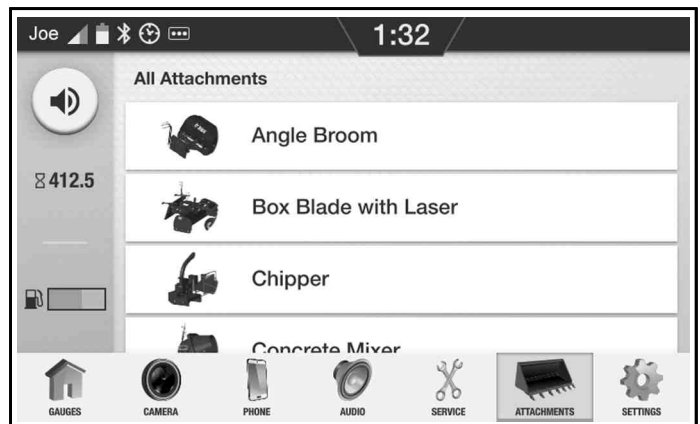 Joe
1:32
All Attachments
412.5
Angle Broom
Box Blade with Laser
Chipper
Concrete Mixer
GAUGES
CAMERA
PHONE
AUDIO
SERVICE
ATTACHMENTS
SETTINGS